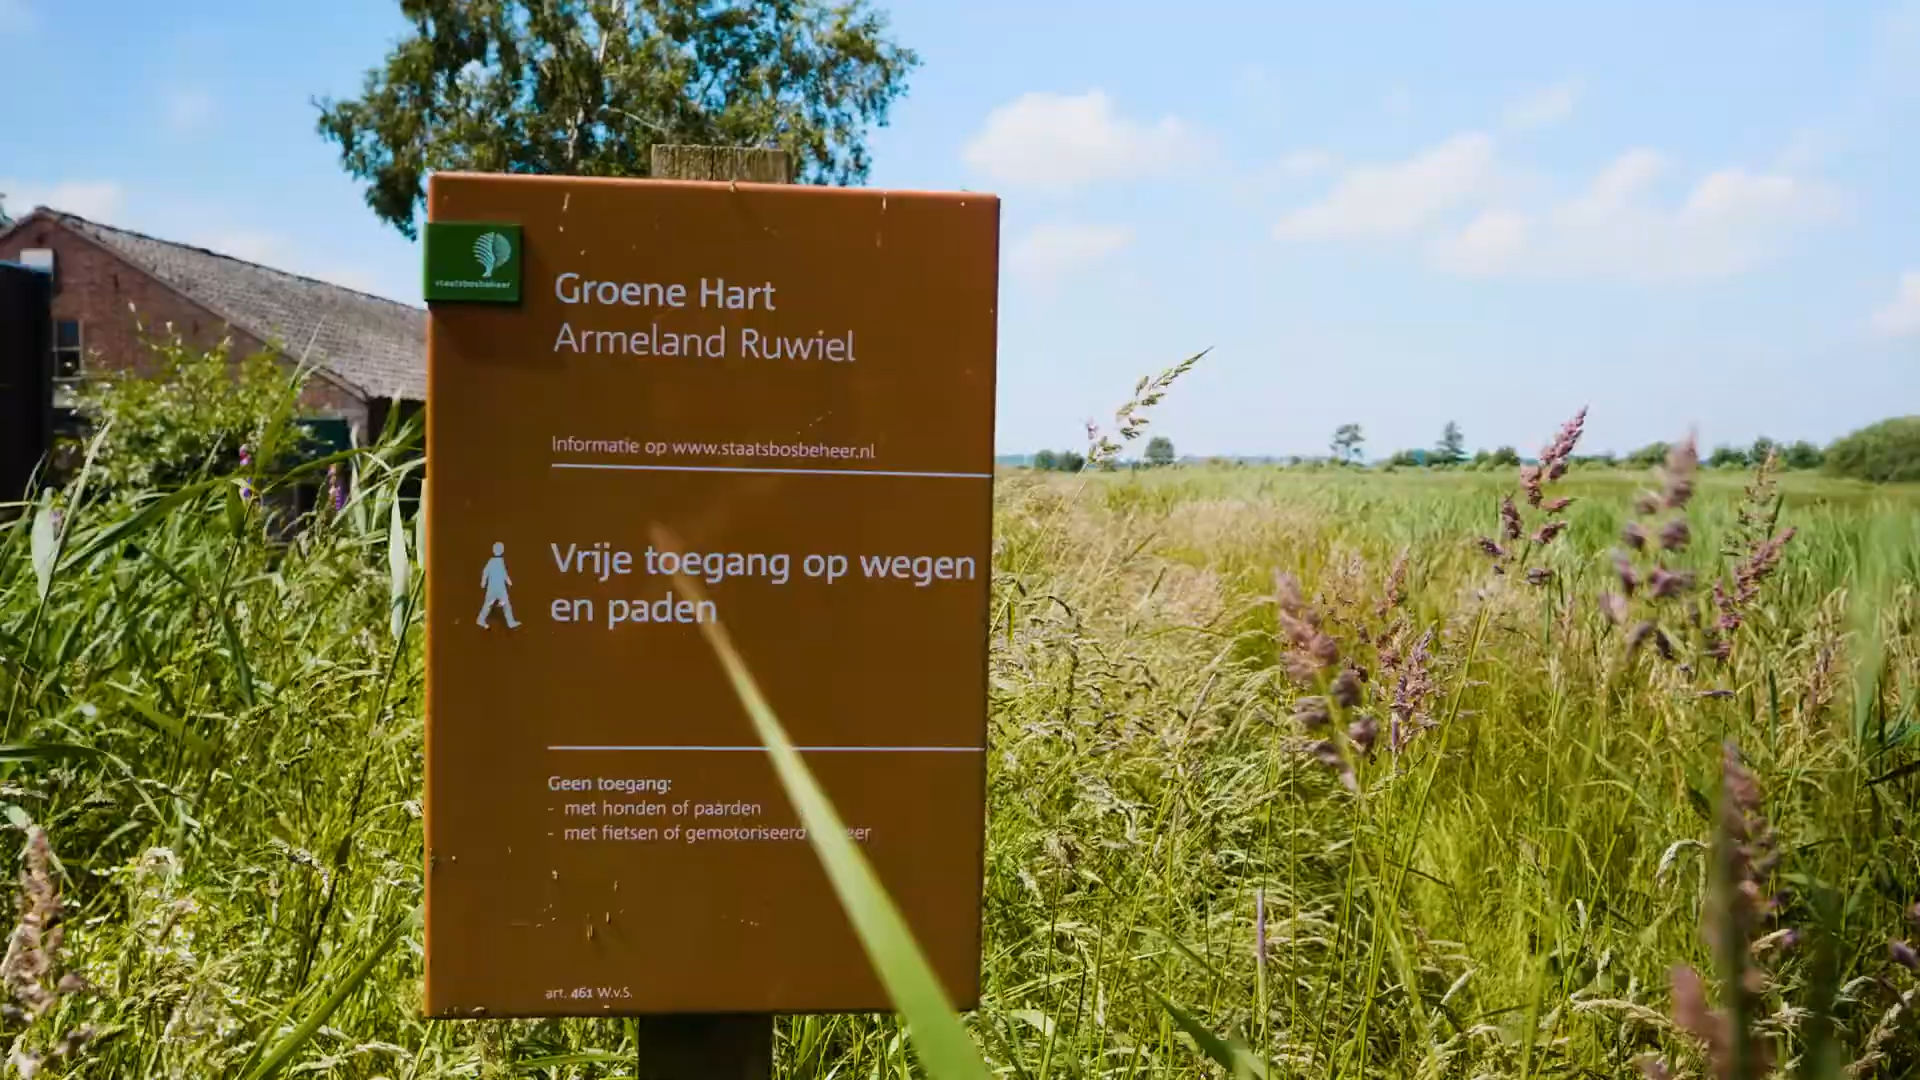 staatsbosbeheer
Groene Hart
Armeland Ruwiel
Informatie op www.staatsbosbeheer.nl
Vrije toegang op wegen
en paden
Geen toegang:
- met honden of paarden
- met fietsen of gemotoriseerd
art. 461 W.v.S.